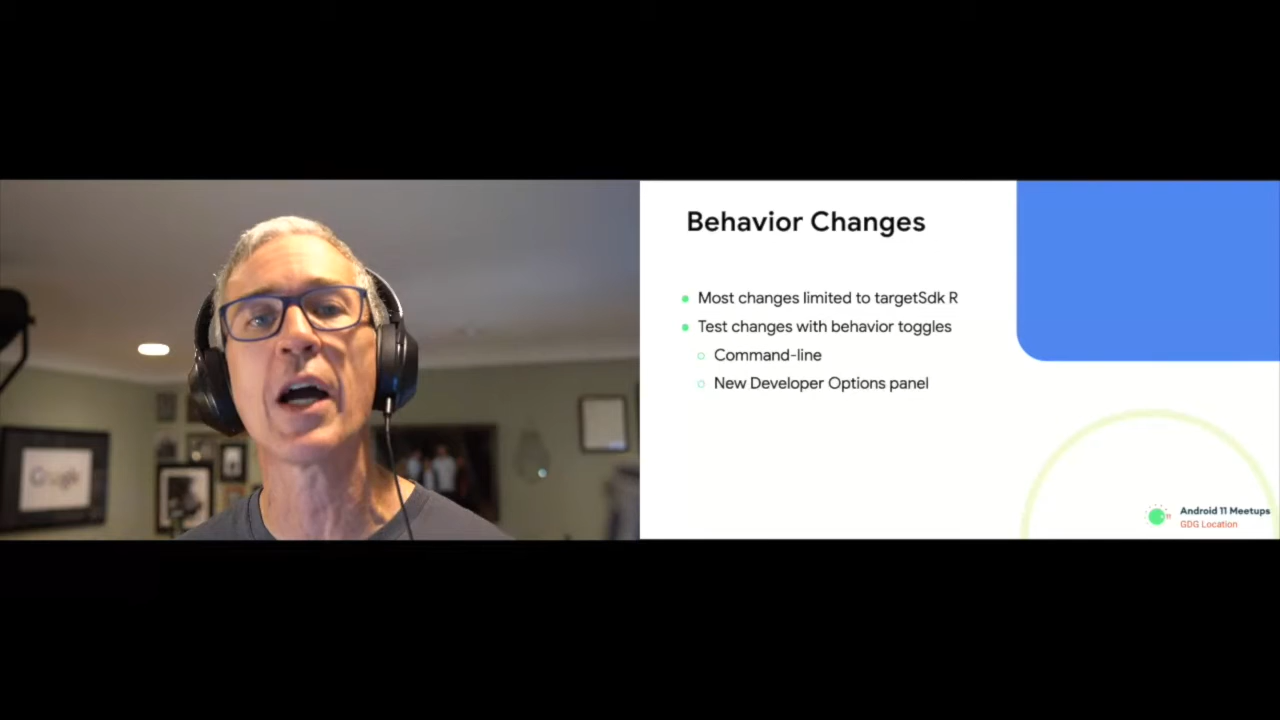 Behavior Changes
Most changes limited to targetSdk R
Test changes with behavior toggles
Command-line
New Developer Options panel
Android 11 Meetups
GDG Location
Google